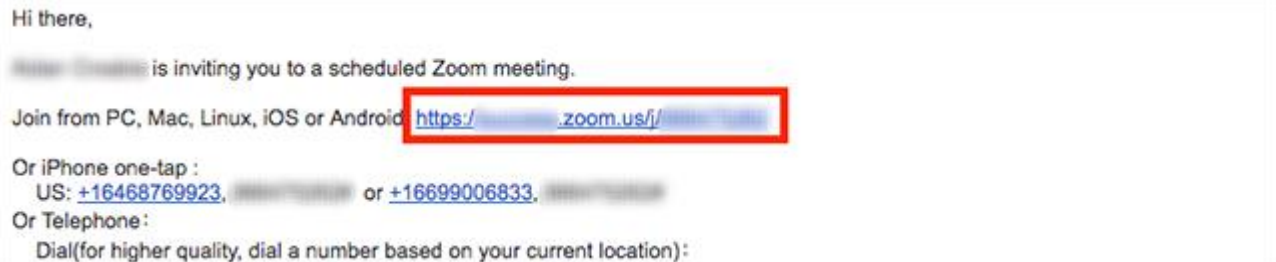 Hi there,
is inviting you to a scheduled Zoom meeting.
Join from PC, Mac, Linux, iOS or Android https:/ .zoom.us/j/
Or iPhone one-tap :
US: +16468769923, or +16699006833,
Or Telephone：
Dial(for higher quality, dial a number based on your current location)：